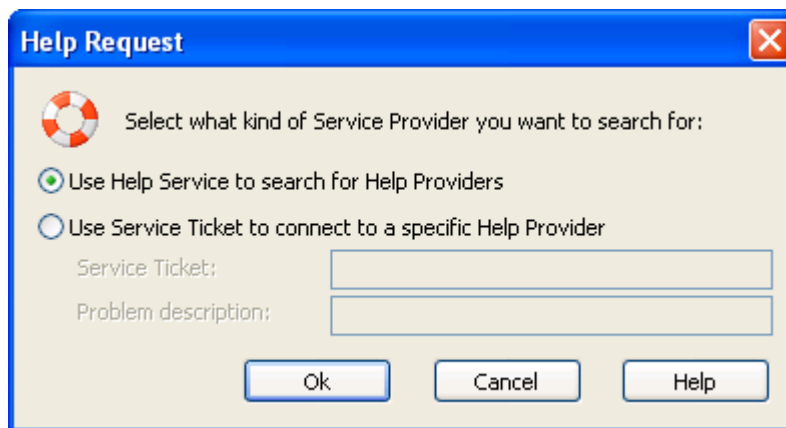 Help Request
Select what kind of Service Provider you want to search for:
Use Help Service to search for Help Providers
Use Service Ticket to connect to a specific Help Provider
Service Ticket:
Problem description:
Ok Cancel Help